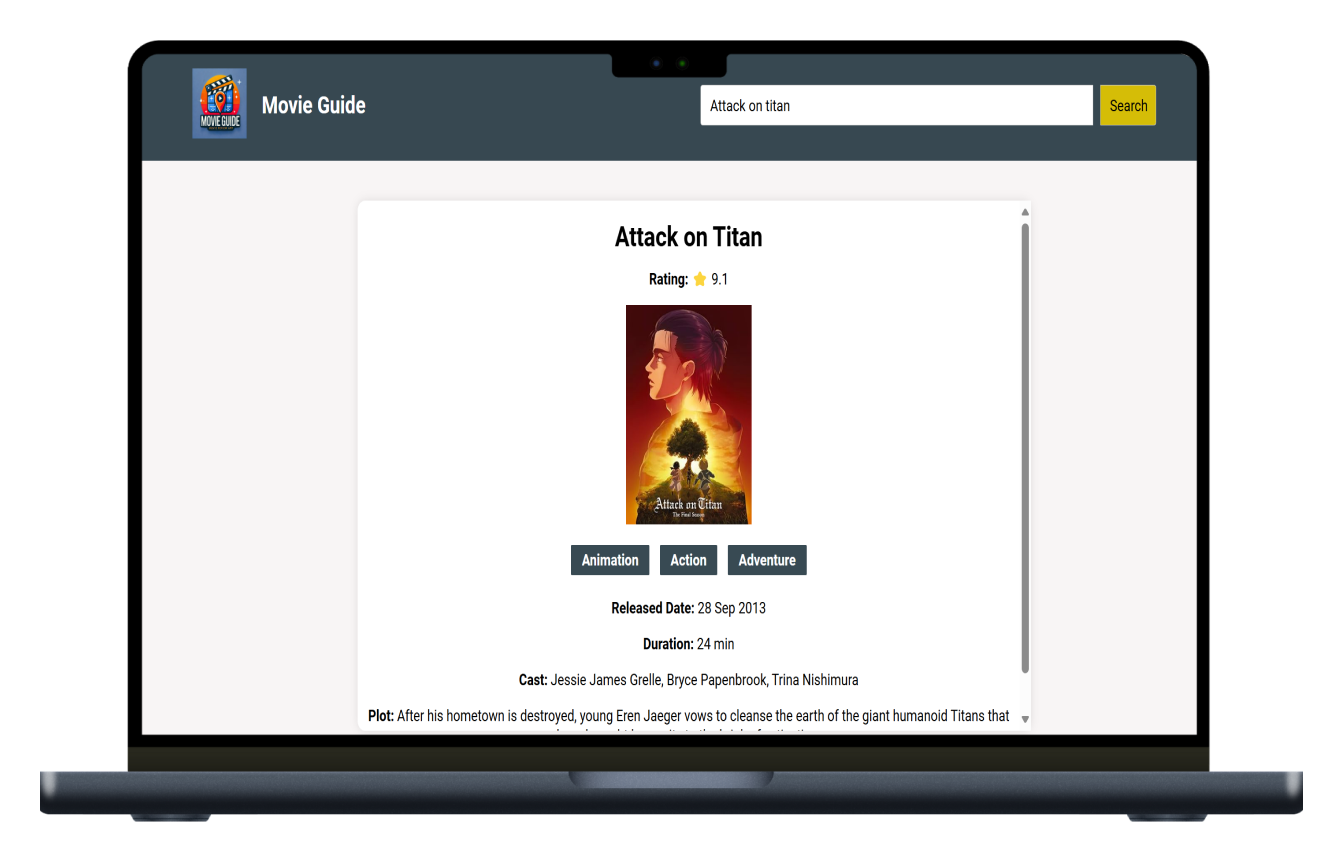 MOVIE GUIDE
Movie Guide
Attack on titan
Search
Attack on Titan
Rating: ⭐ 9.1
Attack on Titan
The Final Season
Animation
Action
Adventure
Released Date: 28 Sep 2013
Duration: 24 min
Cast: Jessie James Grelle, Bryce Papenbrook, Trina Nishimura
Plot: After his hometown is destroyed, young Eren Jaeger vows to cleanse the earth of the giant humanoid Titans that